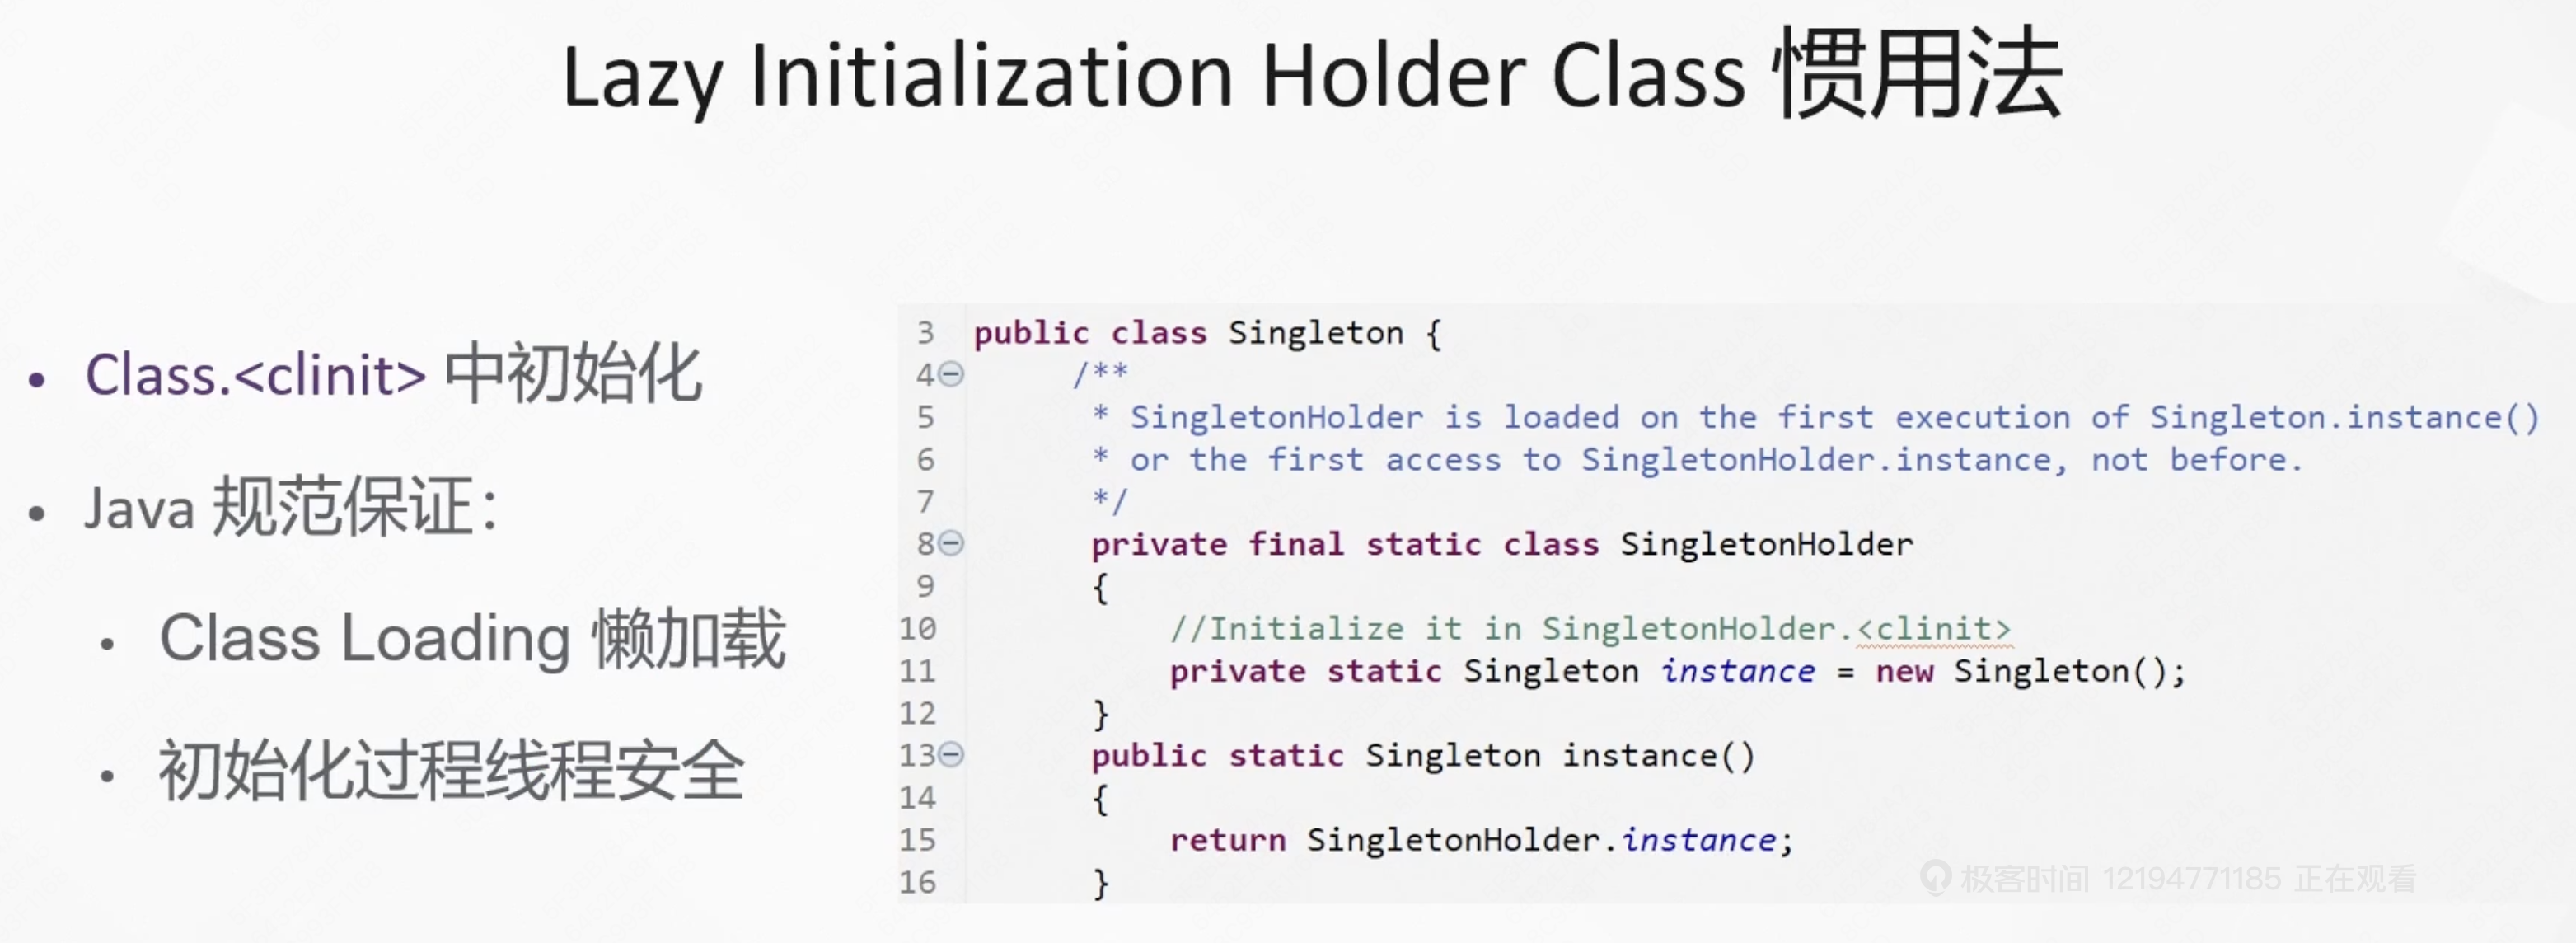 Lazy Initialization Holder Class 惯用法
• Class.<clinit> 中初始化
• Java 规范保证：
• Class Loading 懒加载
• 初始化过程线程安全
3 public class Singleton {
4 /**
5 * SingletonHolder is loaded on the first execution of Singleton.instance()
6 * or the first access to SingletonHolder.instance, not before.
7 */
8 private final static class SingletonHolder
9 {
10 //Initialize it in SingletonHolder.<clinit>
11 private static Singleton instance = new Singleton();
12 }
13 public static Singleton instance()
14 {
15 return SingletonHolder.instance;
16 }
极客时间 12194771185 正在观看